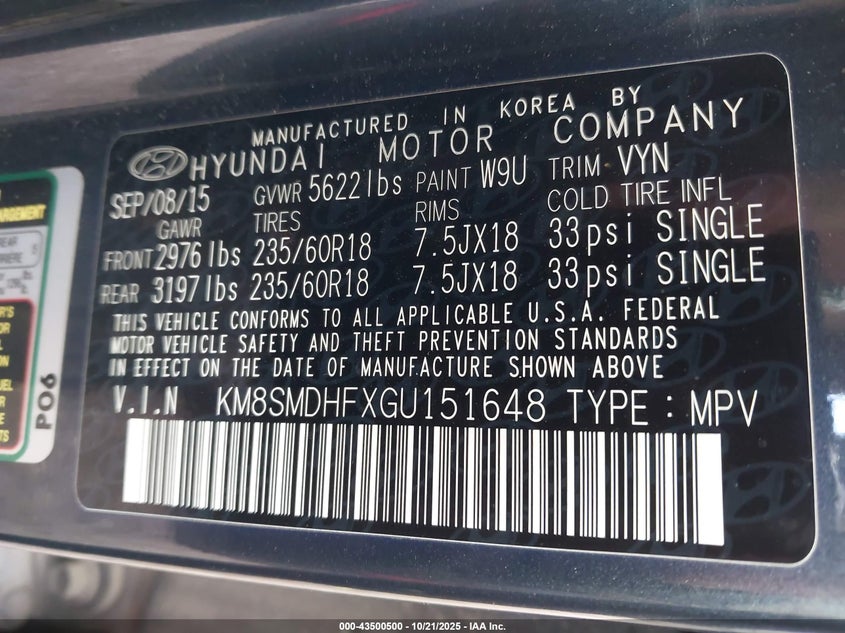 MANUFACTURED IN KOREA BY
HYUNDAI MOTOR COMPANY
SEP/08/15 GVWR 5622 lbs PAINT W9U TRIM VYN
GAWR TIRES RIMS COLD TIRE INFL
FRONT 2976 lbs 235/60R18 7.5JX18 33psi SINGLE
REAR 3197 lbs 235/60R18 7.5JX18 33psi SINGLE
THIS VEHICLE CONFORMS TO ALL APPLICABLE U.S.A. FEDERAL
MOTOR VEHICLE SAFETY AND THEFT PREVENTION STANDARDS
IN EFFECT ON THE DATE OF MANUFACTURE SHOWN ABOVE
V.I.N KM8SMDHFXGU151648 TYPE : MPV
P06
000-43500500 - 10/21/2025 - IAA Inc.